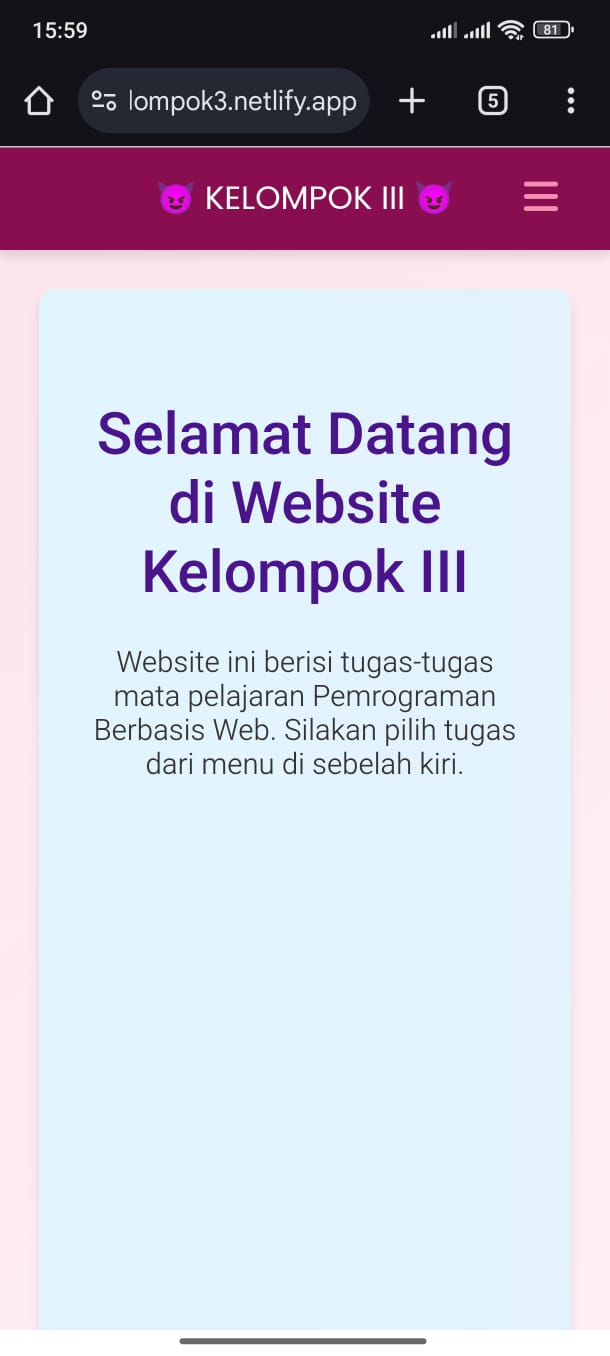 15:59
81
lompok3.netlify.app
5
😈 KELOMPOK III 😈
Selamat Datang
di Website
Kelompok III
Website ini berisi tugas-tugas
mata pelajaran Pemrograman
Berbasis Web. Silakan pilih tugas
dari menu di sebelah kiri.